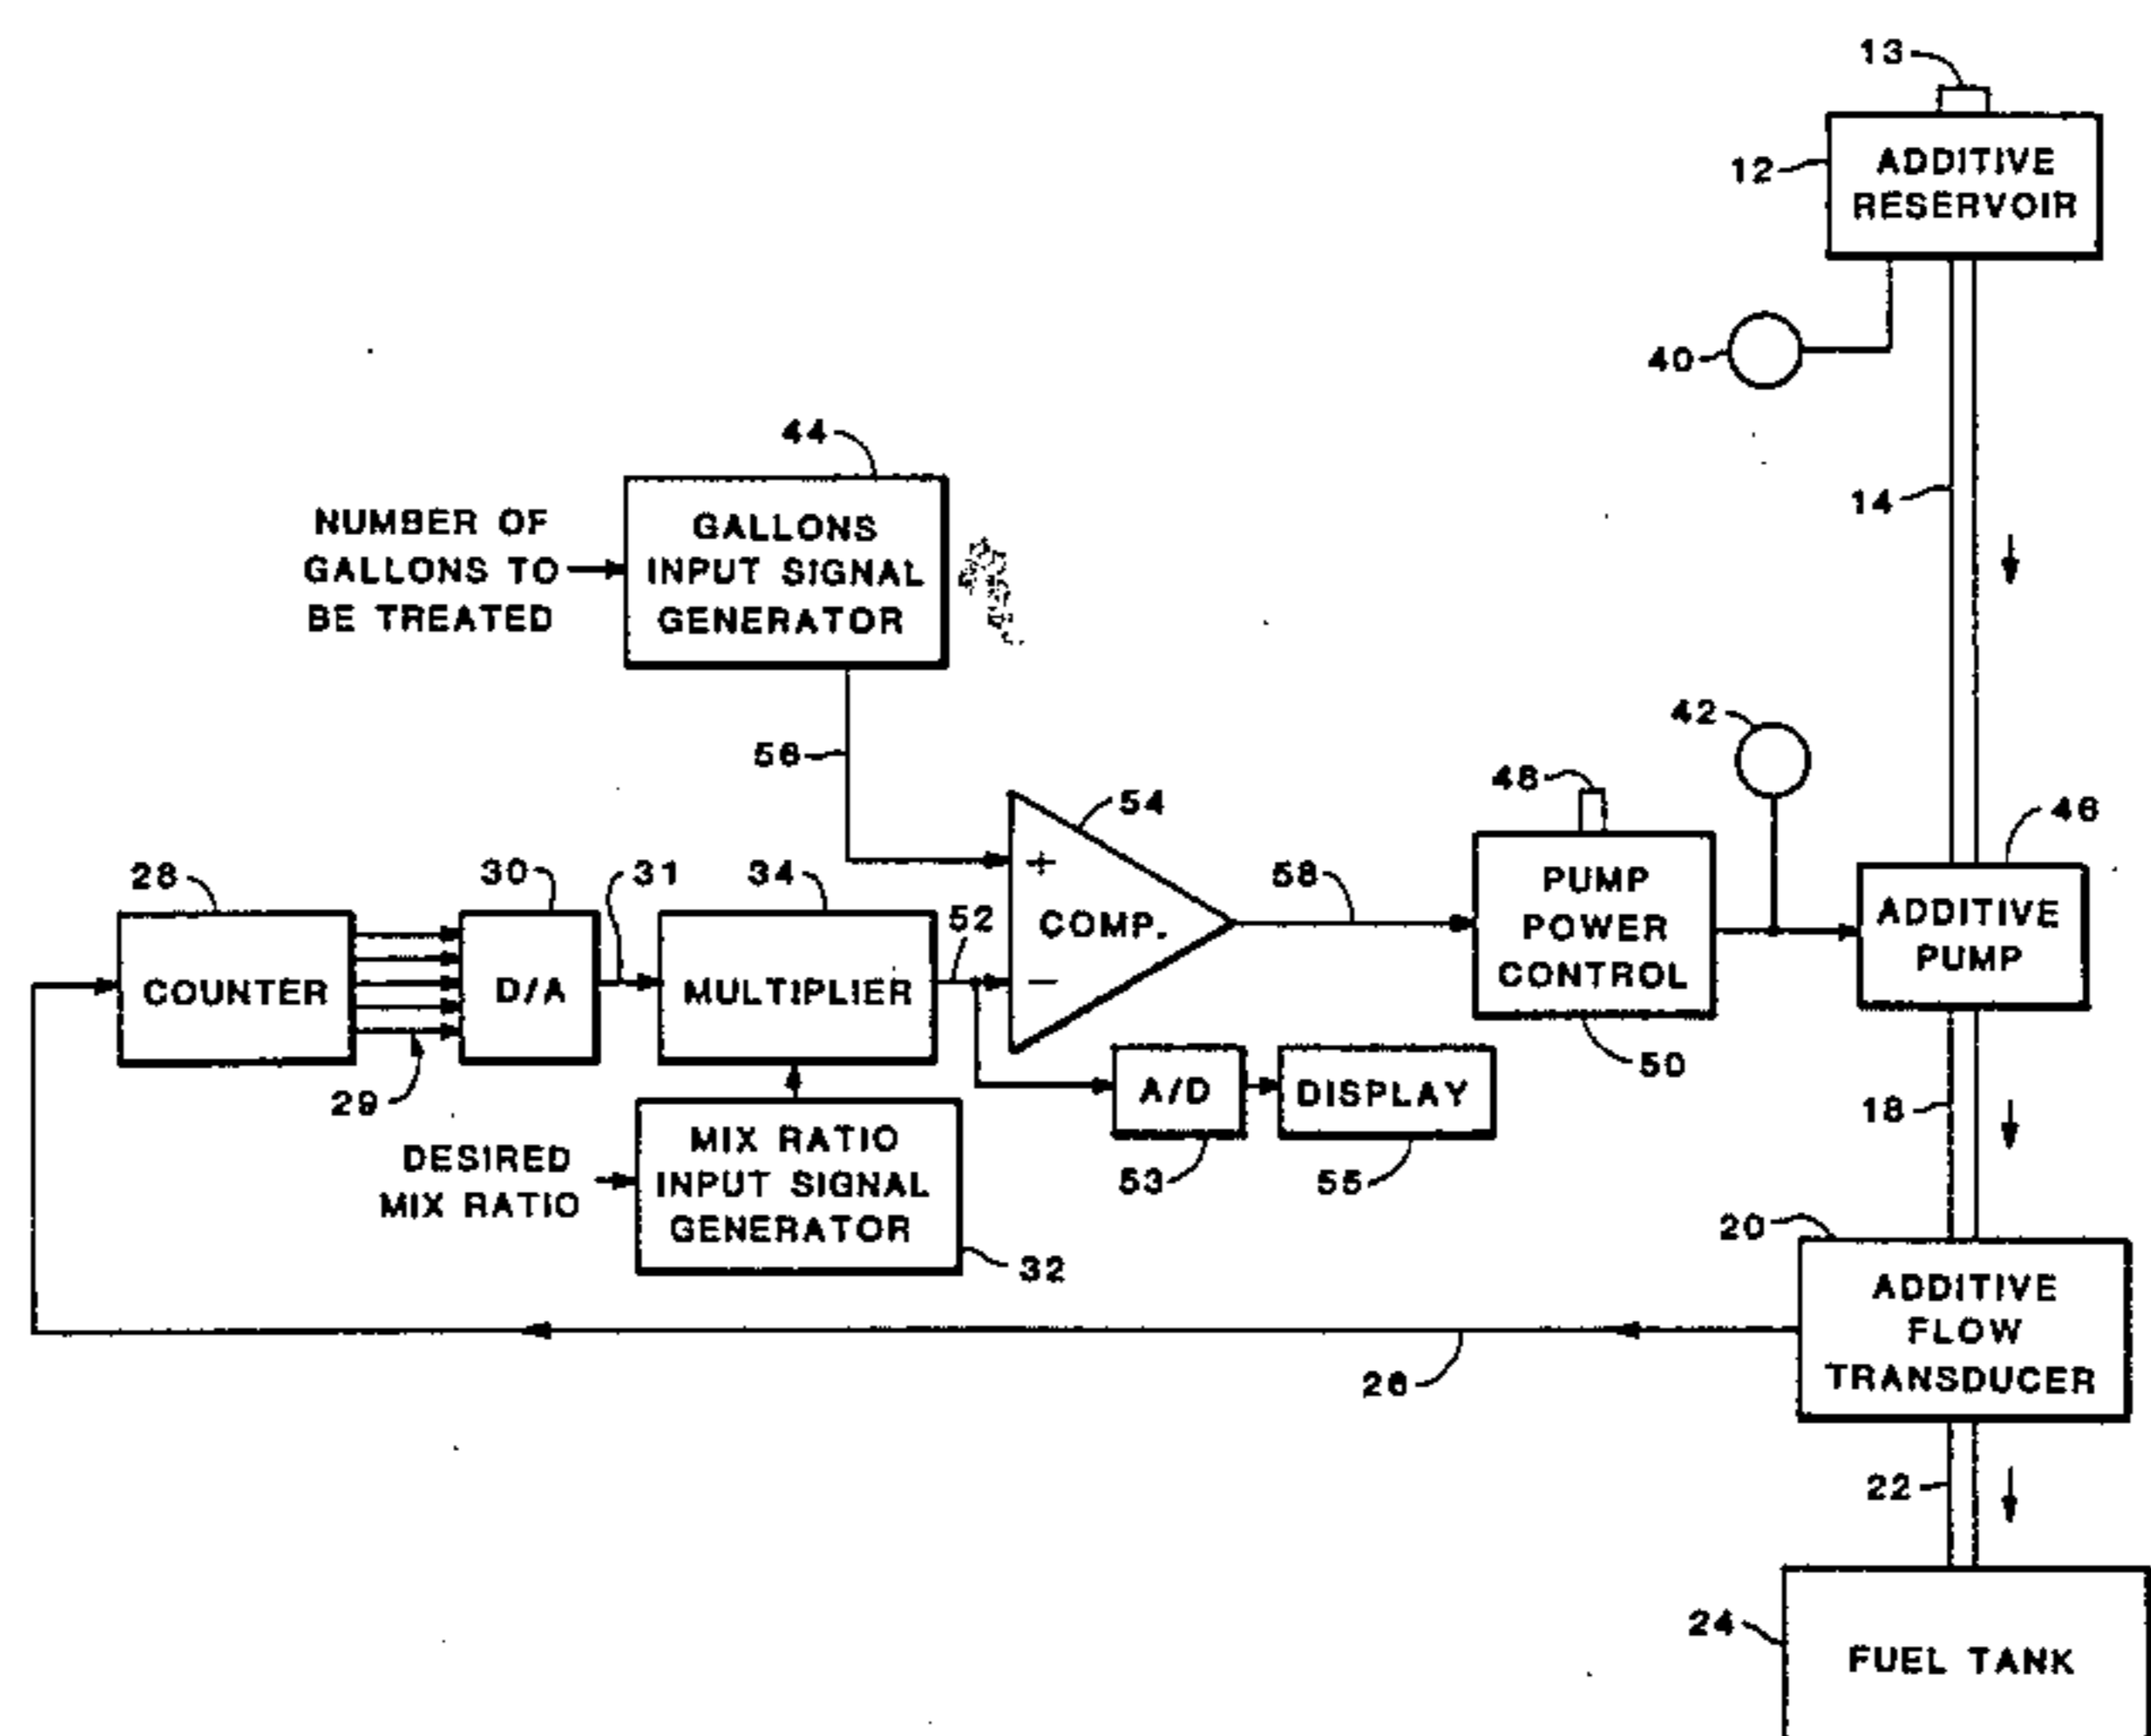 13
12
ADDITIVE
RESERVOIR
40
14
44
NUMBER OF
GALLONS TO
BE TREATED
GALLONS
INPUT SIGNAL
GENERATOR
56
42
48
54
46
28
30
31
34
52
58
+
COMP.
−
PUMP
POWER
CONTROL
ADDITIVE
PUMP
COUNTER
D/A
MULTIPLIER
29
50
A/D
DISPLAY
53
55
18
DESIRED
MIX RATIO
MIX RATIO
INPUT SIGNAL
GENERATOR
32
20
ADDITIVE
FLOW
TRANSDUCER
26
22
24
FUEL TANK